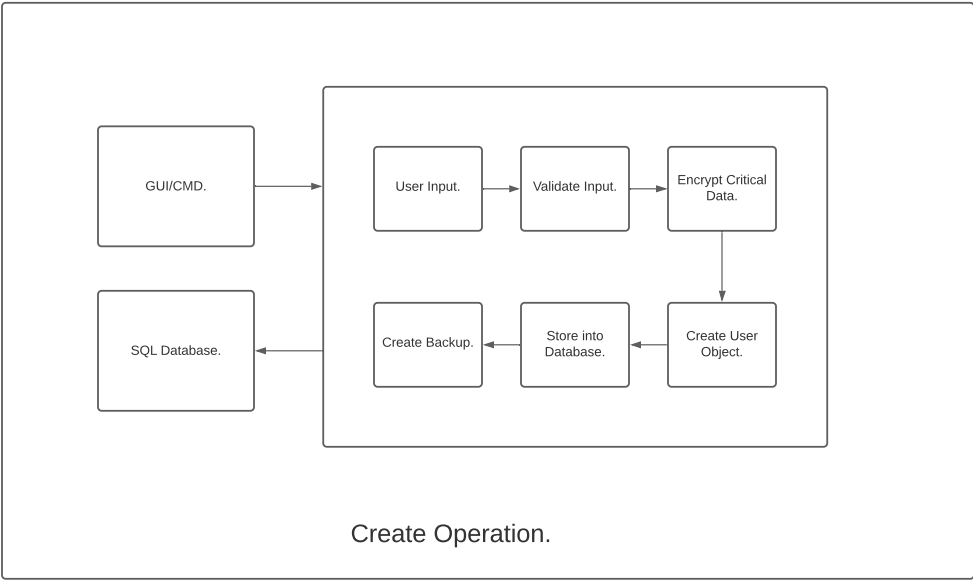 GUI/CMD.
User Input.
Validate Input.
Encrypt Critical
Data.
SQL Database.
Create Backup.
Store into
Database.
Create User
Object.
Create Operation.